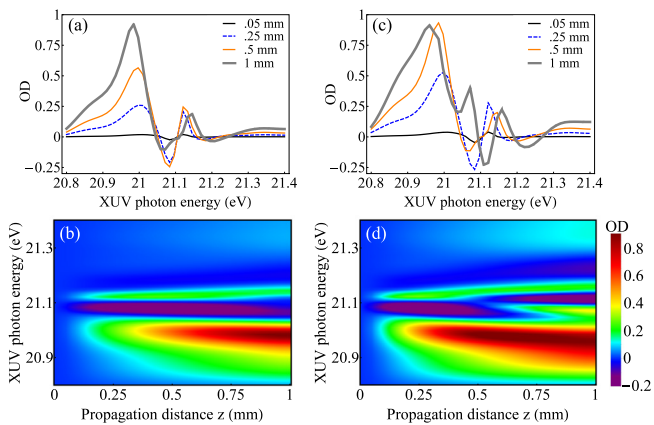 (a)
.05 mm
.25 mm
.5 mm
1 mm
OD
1
0.75
0.5
0.25
0
−0.25
20.8 20.9 21 21.1 21.2 21.3 21.4
XUV photon energy (eV)
(c)
.05 mm
.25 mm
.5 mm
1 mm
1
0.75
0.5
0.25
0
−0.25
20.8 20.9 21 21.1 21.2 21.3 21.4
XUV photon energy (eV)
(b)
XUV photon energy (eV)
21.3
21.1
20.9
0 0.25 0.5 0.75 1
Propagation distance z (mm)
(d)
XUV photon energy (eV)
21.3
21.1
20.9
0 0.25 0.5 0.75 1
Propagation distance z (mm)
OD
0.8
0.6
0.4
0.2
0
−0.2